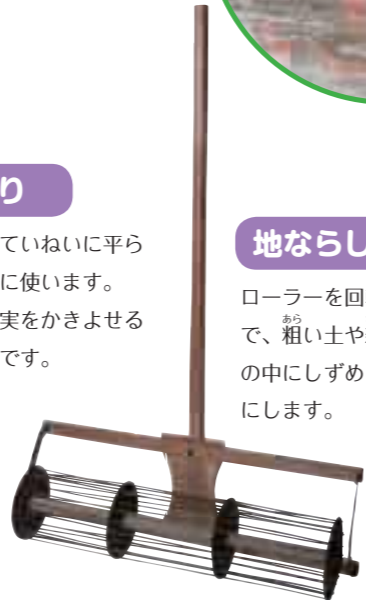 り
ていねいに平ら
に使います。
実をかきよせる
です。
地ならし
ローラーを回
あら
で、粗い土や
の中にしずめ
にします。